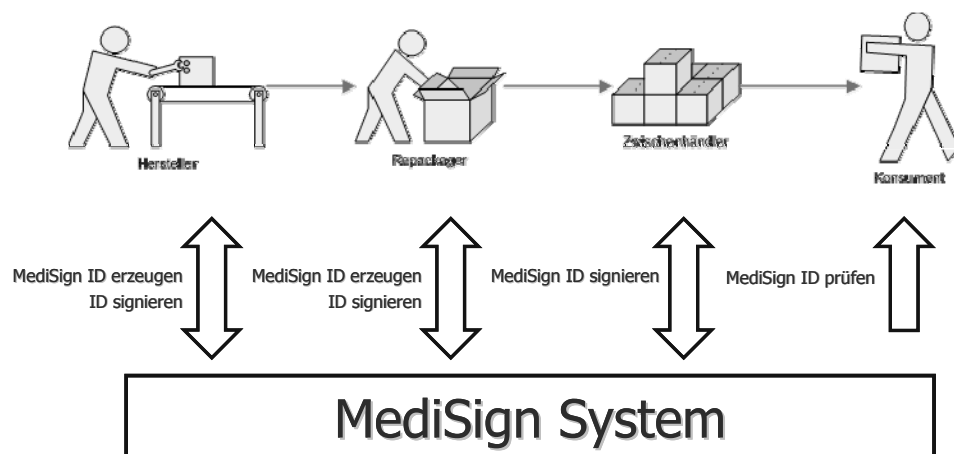 Hersteller
Repackager
Zwischenhändler
Konsument
MediSign ID erzeugen
ID signieren
MediSign ID erzeugen
ID signieren
MediSign ID signieren
MediSign ID prüfen
MediSign System